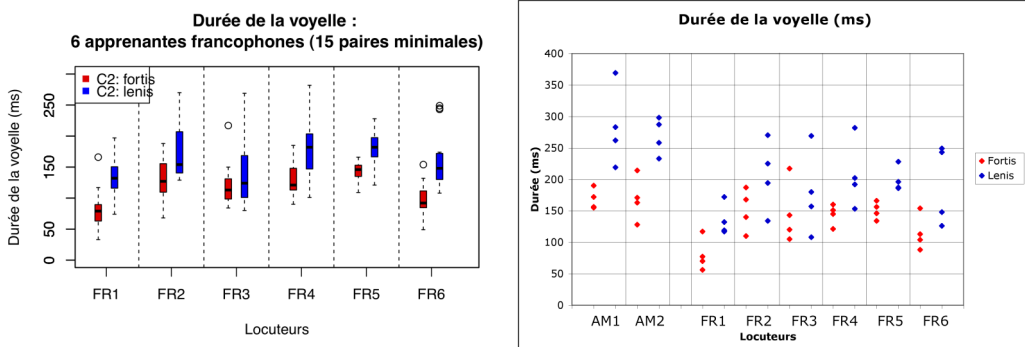 Durée de la voyelle :
6 apprenantes francophones (15 paires minimales)
C2: fortis
C2: lenis
Durée de la voyelle (ms)
250
150
50
0
FR1 FR2 FR3 FR4 FR5 FR6
Locuteurs
Durée de la voyelle (ms)
400
350
300
250
200
150
100
50
0
Durée (ms)
Fortis
Lenis
AM1 AM2 FR1 FR2 FR3 FR4 FR5 FR6
Locuteurs